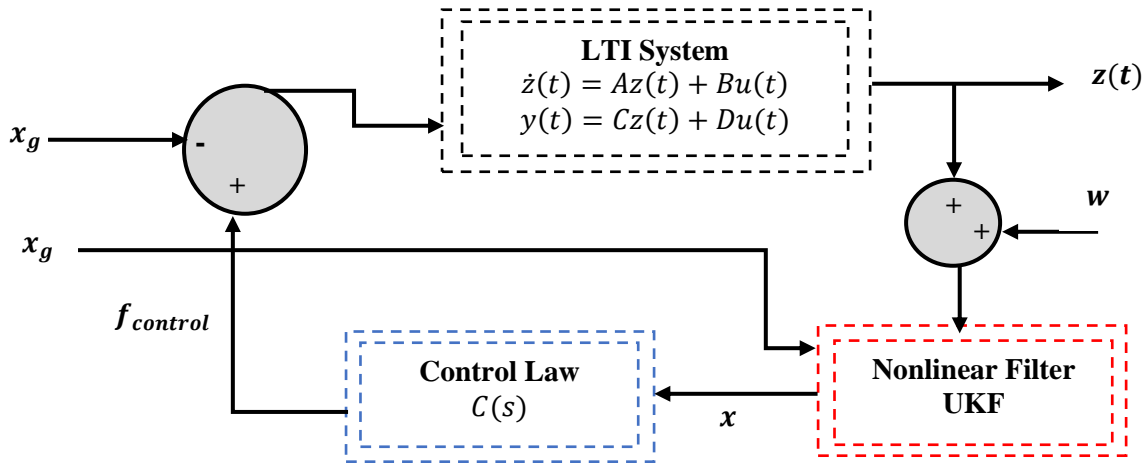 LTI System
ż(t) = Az(t) + Bu(t)
y(t) = Cz(t) + Du(t)
z(t)
x_g
-
+
+
+
w
x_g
f_control
Control Law
C(s)
x
Nonlinear Filter
UKF